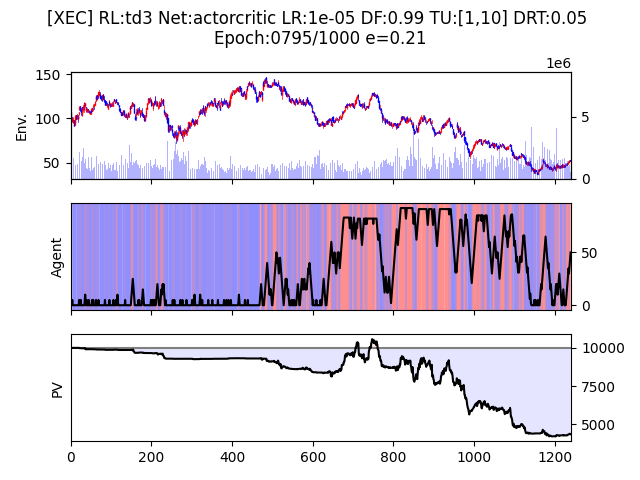 [XEC] RL:td3 Net:actorcritic LR:1e-05 DF:0.99 TU:[1,10] DRT:0.05
Epoch:0795/1000 e=0.21
1e6
150
100
50
Env.
5
0
Agent
50
0
PV
10000
7500
5000
0 200 400 600 800 1000 1200